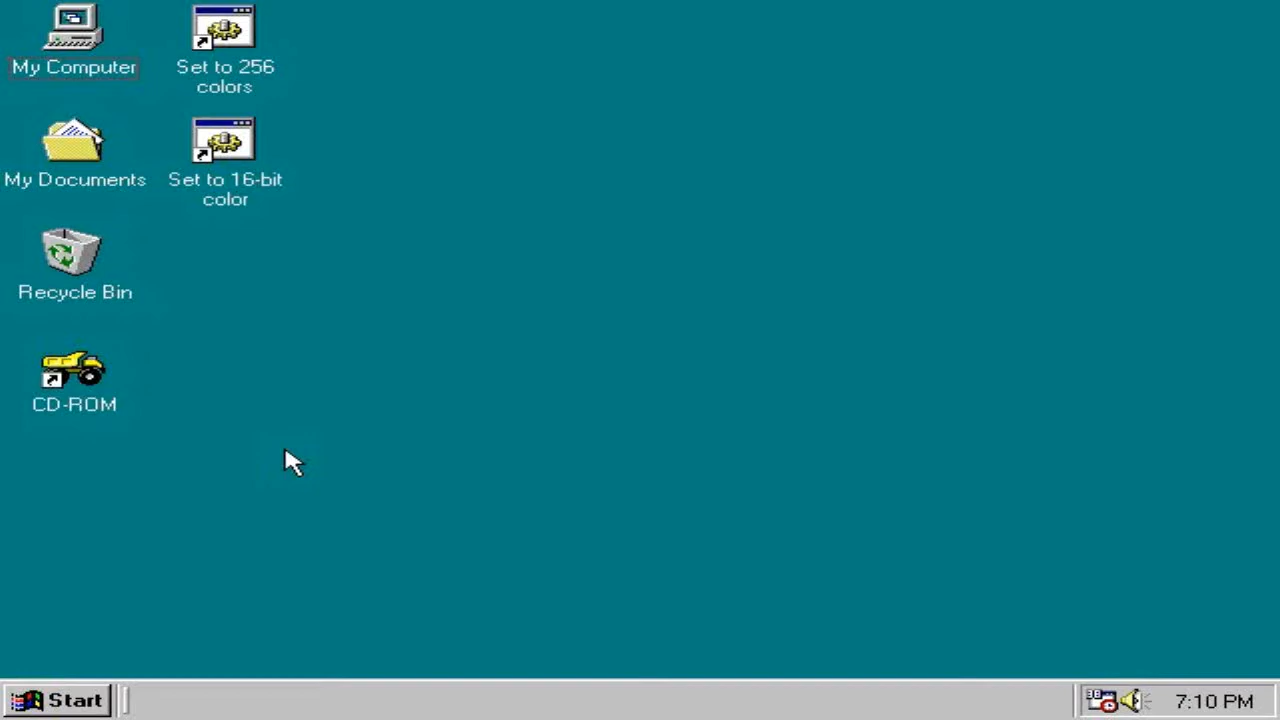 My Computer
Set to 256
colors
My Documents
Set to 16-bit
color
Recycle Bin
CD-ROM
Start
7:10 PM